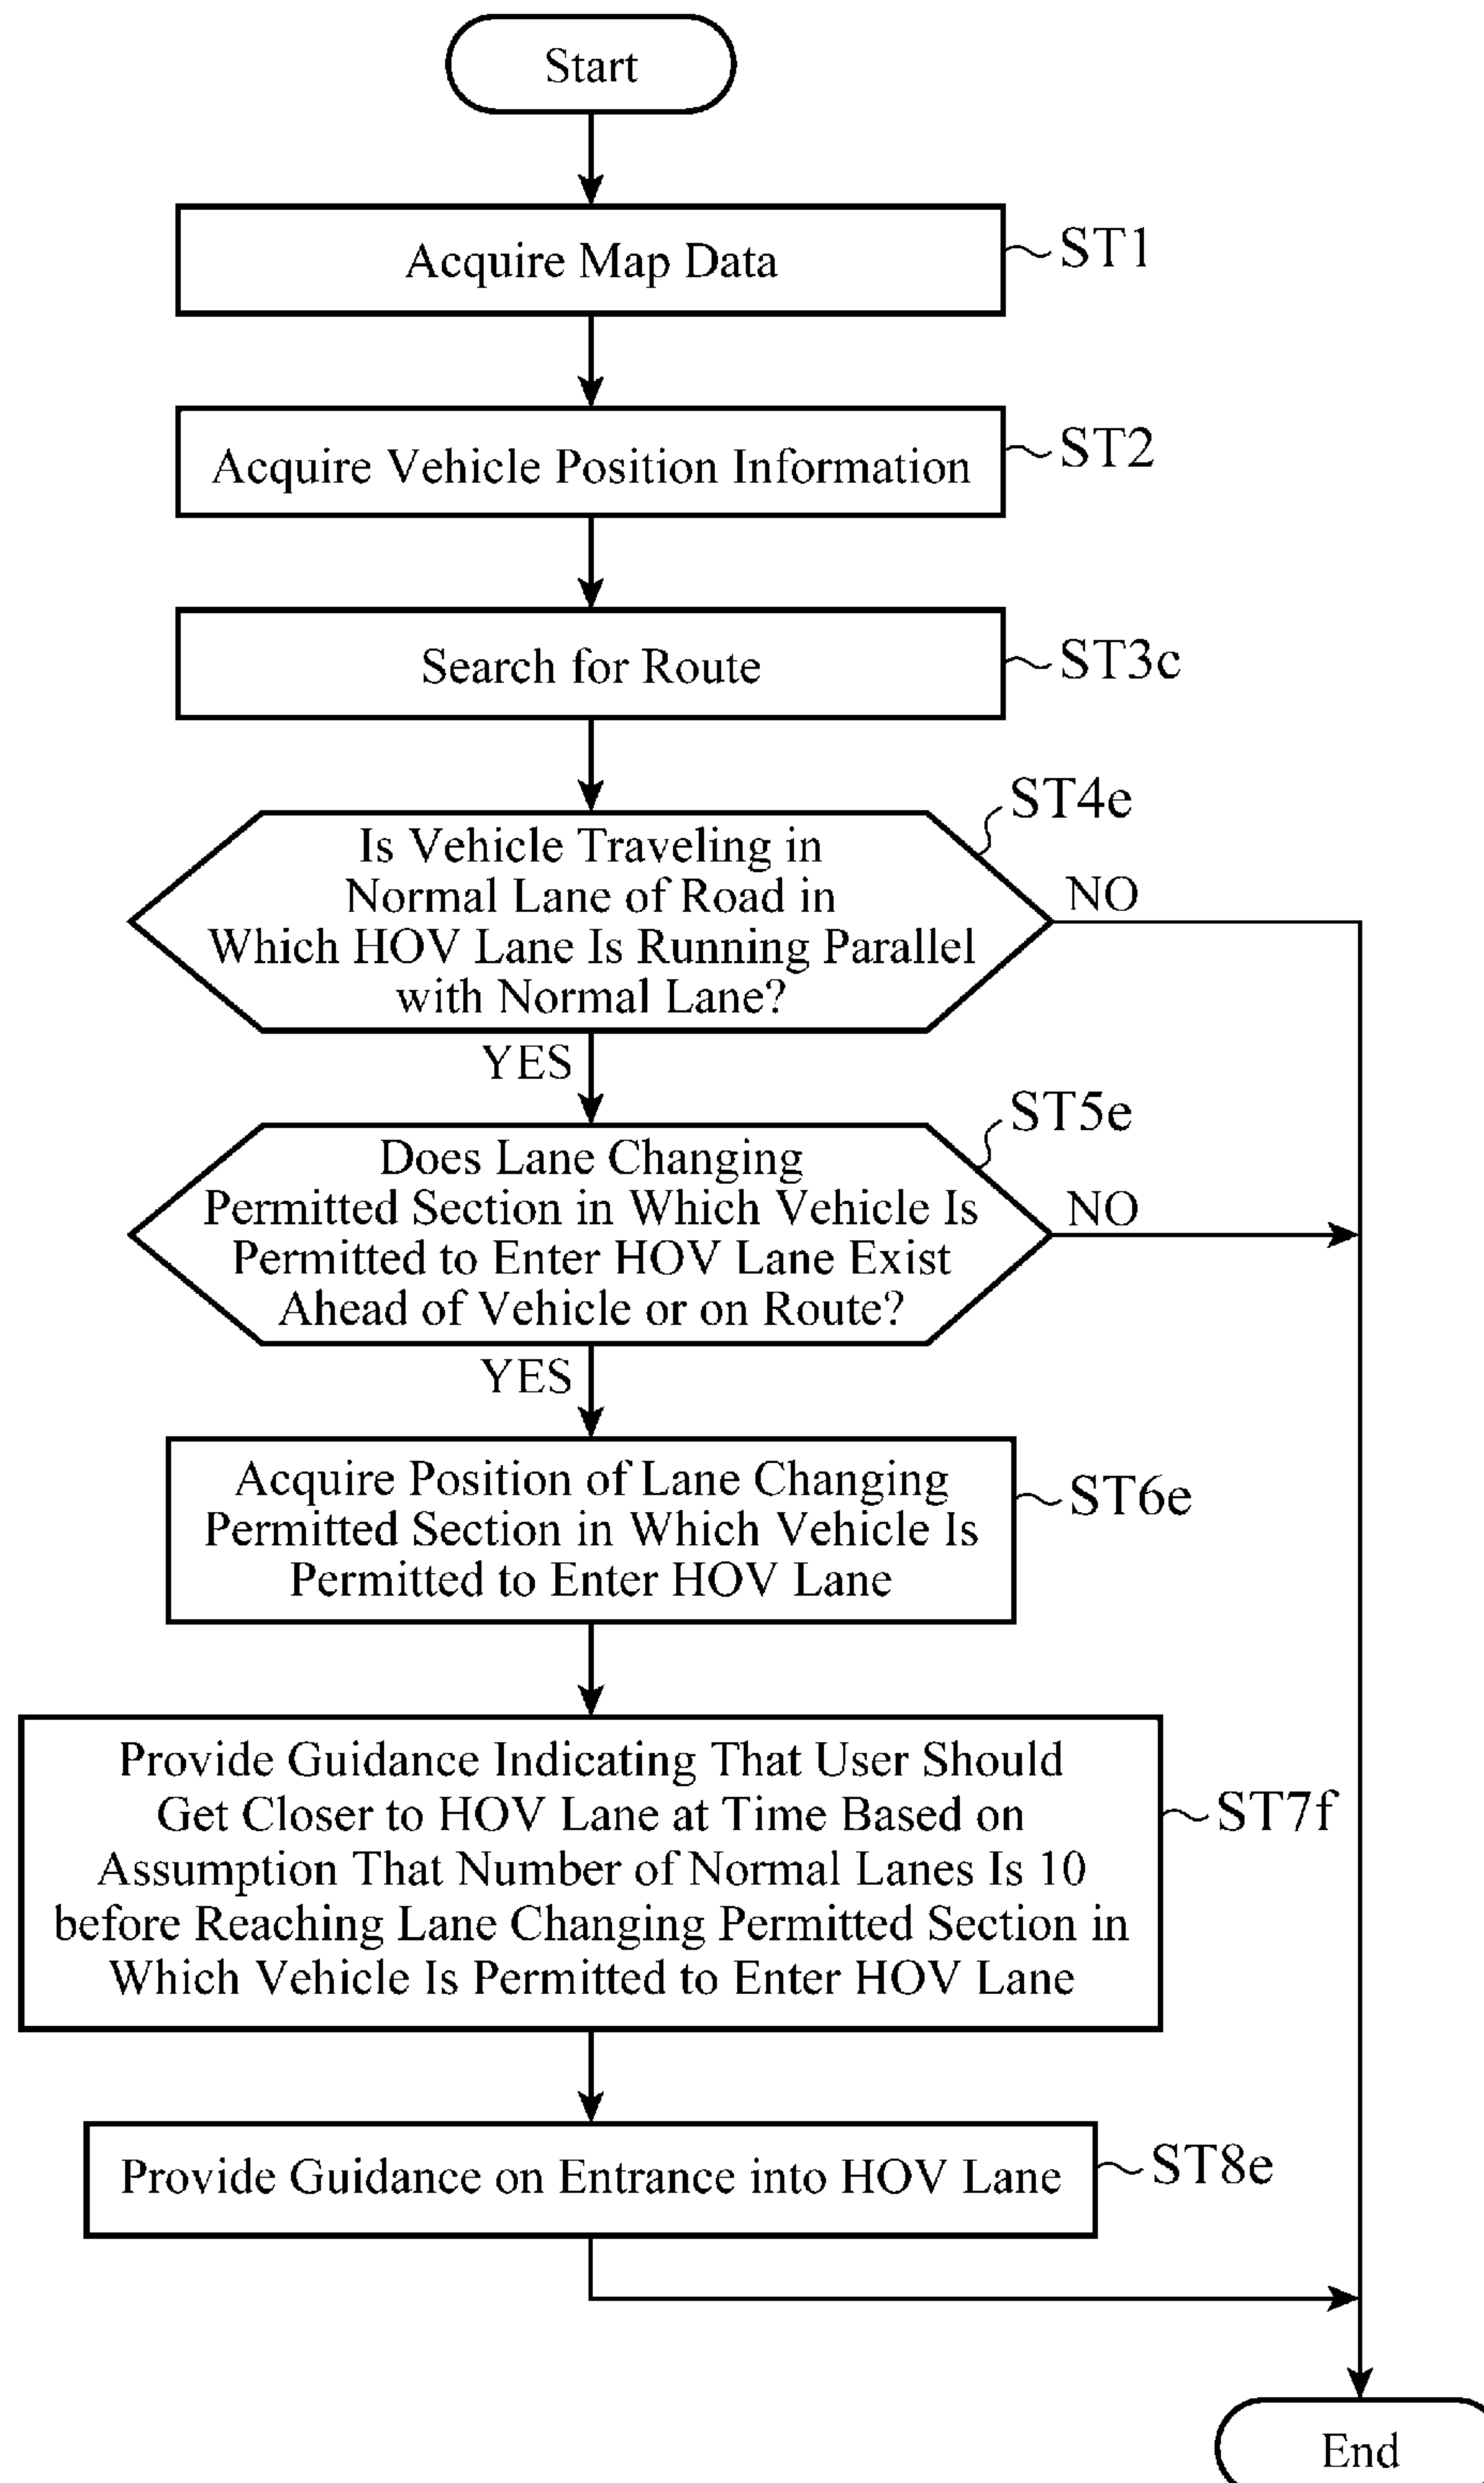 Start
Acquire Map Data
ST1
Acquire Vehicle Position Information
ST2
Search for Route
ST3c
Is Vehicle Traveling in
Normal Lane of Road in
Which HOV Lane Is Running Parallel
with Normal Lane?
ST4e
NO
YES
Does Lane Changing
Permitted Section in Which Vehicle Is
Permitted to Enter HOV Lane Exist
Ahead of Vehicle or on Route?
ST5e
NO
YES
Acquire Position of Lane Changing
Permitted Section in Which Vehicle Is
Permitted to Enter HOV Lane
ST6e
Provide Guidance Indicating That User Should
Get Closer to HOV Lane at Time Based on
Assumption That Number of Normal Lanes Is 10
before Reaching Lane Changing Permitted Section in
Which Vehicle Is Permitted to Enter HOV Lane
ST7f
Provide Guidance on Entrance into HOV Lane
ST8e
End